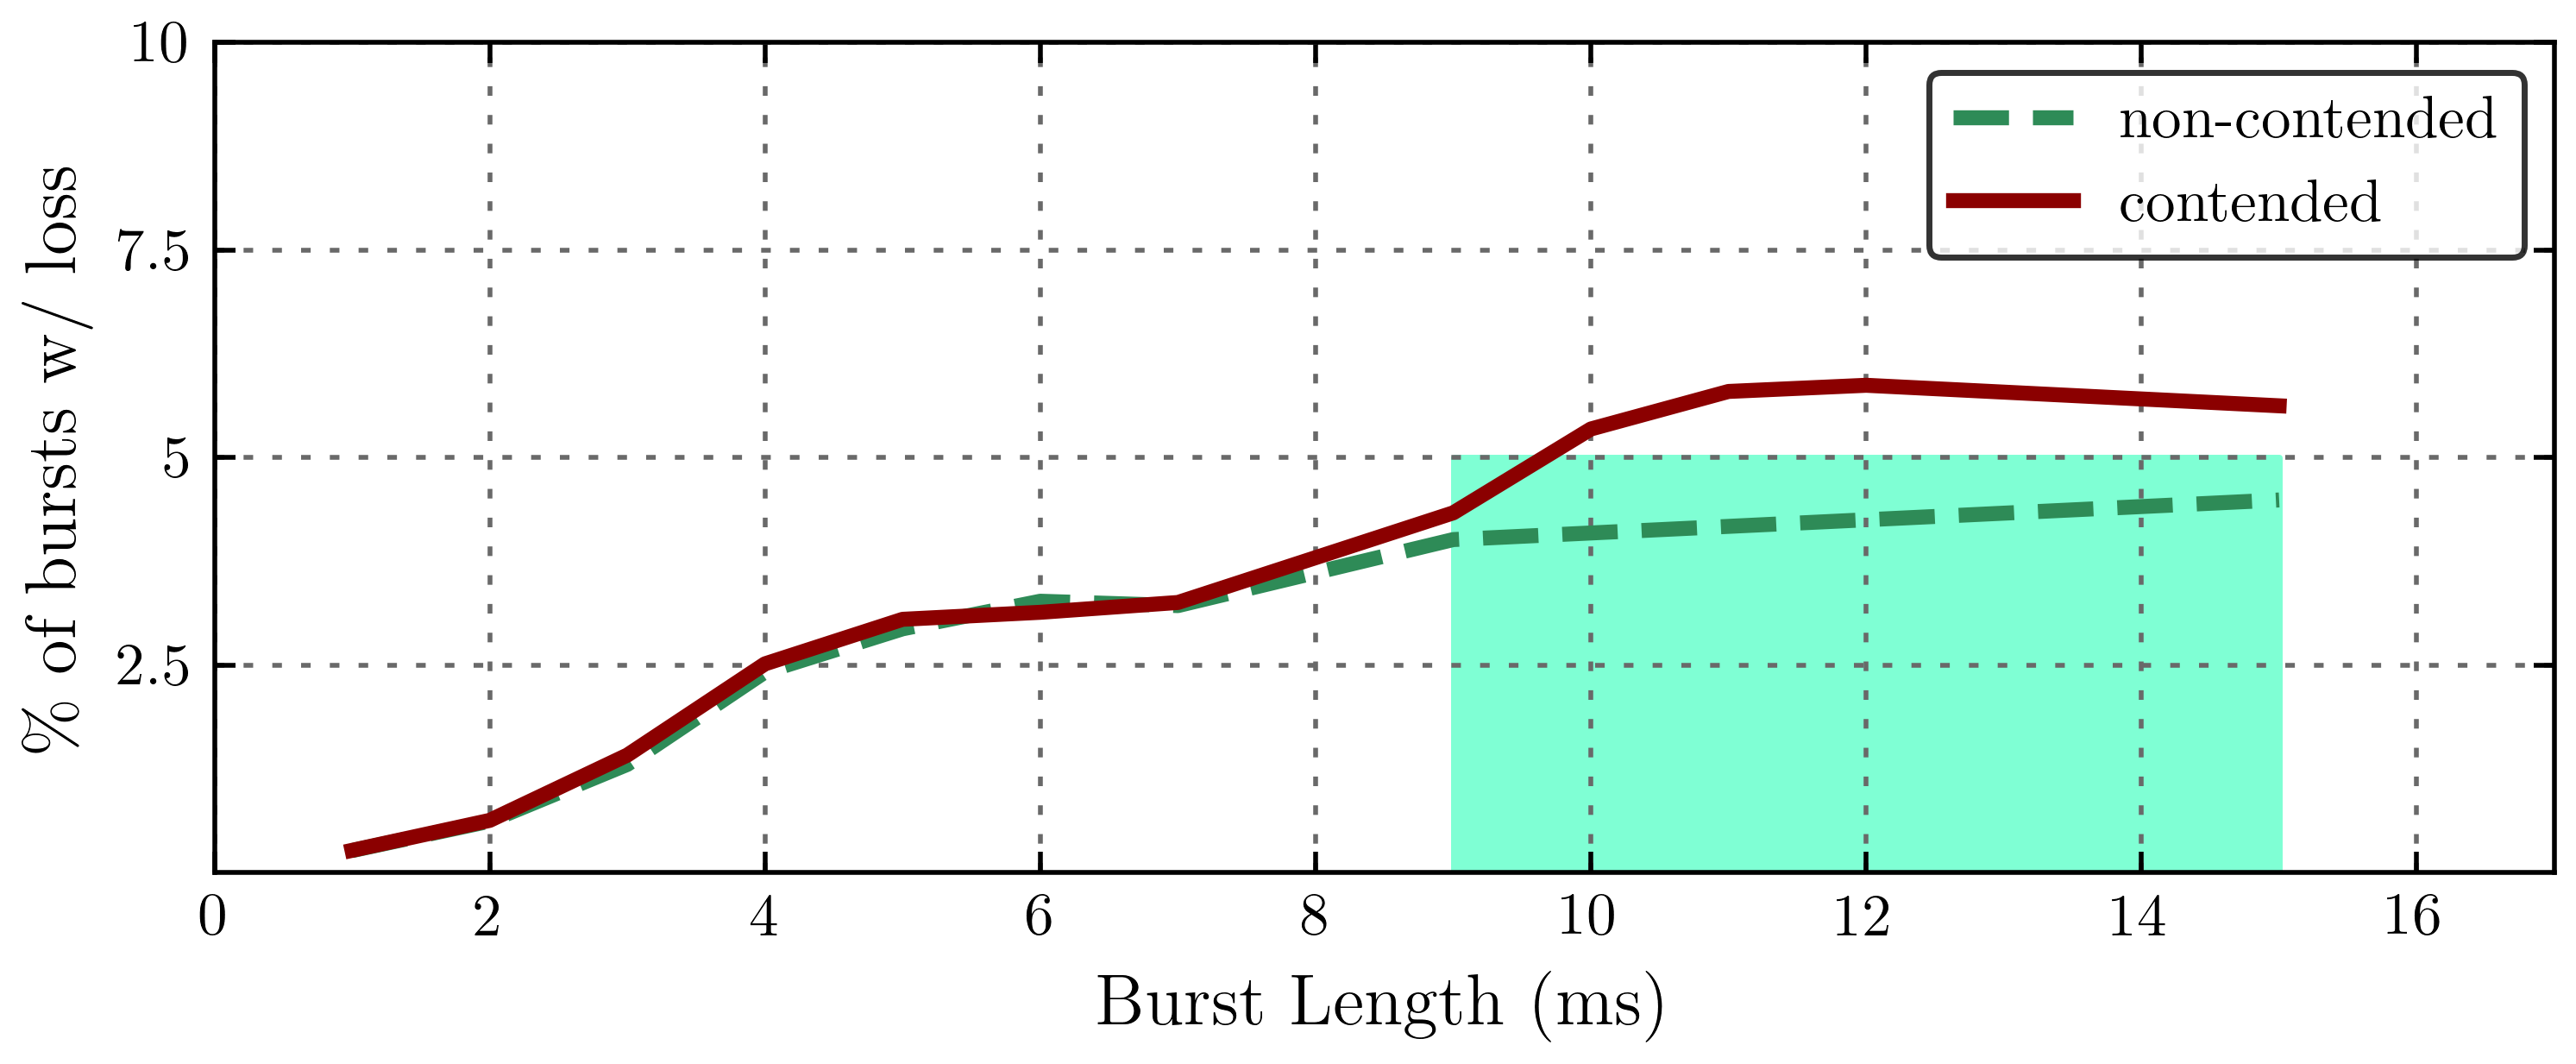 10
7.5
5
2.5
% of bursts w/ loss
non-contended
contended
0 2 4 6 8 10 12 14 16
Burst Length (ms)